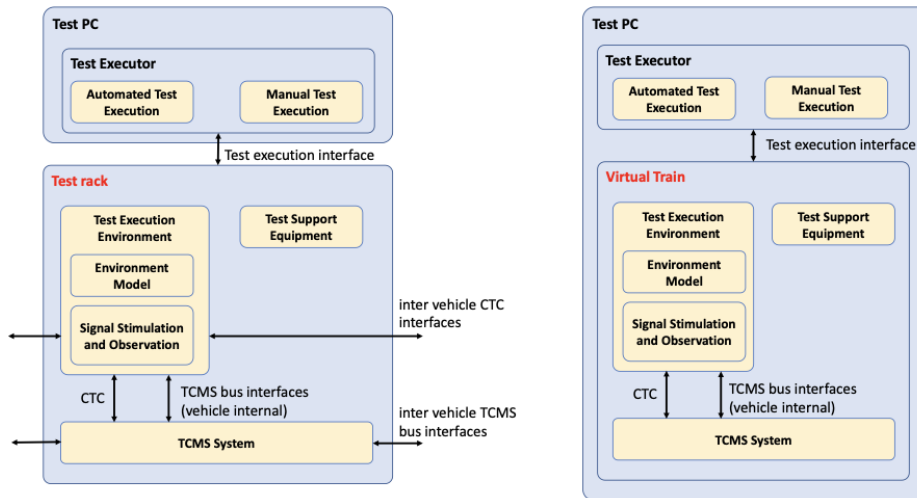 Test PC
Test Executor
Automated Test
Execution
Manual Test
Execution
Test execution interface
Test rack
Test Execution
Environment
Test Support
Equipment
Environment
Model
Signal Stimulation
and Observation
inter vehicle CTC
interfaces
CTC
TCMS bus interfaces
(vehicle internal)
inter vehicle TCMS
bus interfaces
TCMS System
Test PC
Test Executor
Automated Test
Execution
Manual Test
Execution
Test execution interface
Virtual Train
Test Execution
Environment
Test Support
Equipment
Environment
Model
Signal Stimulation
and Observation
CTC
TCMS bus interfaces
(vehicle internal)
TCMS System